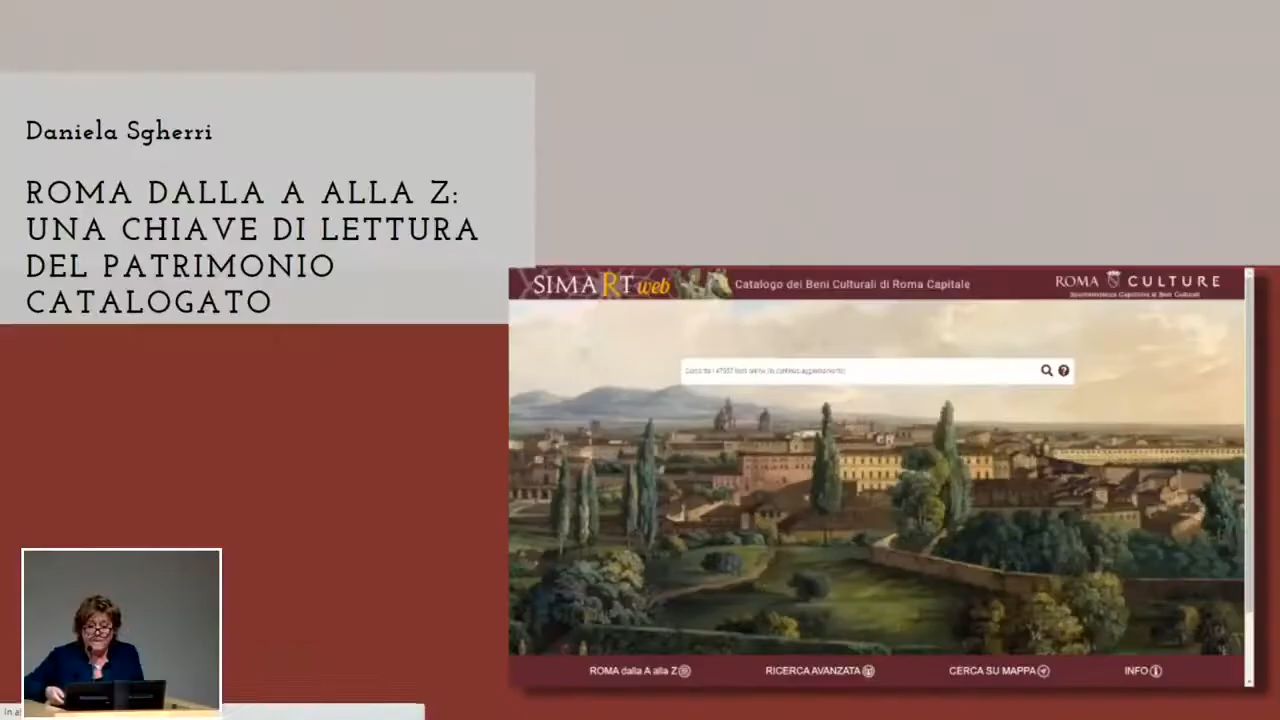 Daniela Sgherri
ROMA DALLA A ALLA Z:
UNA CHIAVE DI LETTURA
DEL PATRIMONIO
CATALOGATO
SIMARTweb
Catalogo dei Beni Culturali di Roma Capitale
ROMA CULTURE
Sovrintendenza Capitolina ai Beni Culturali
ROMA dalla A alla Z
RICERCA AVANZATA
CERCA SU MAPPA
INFO